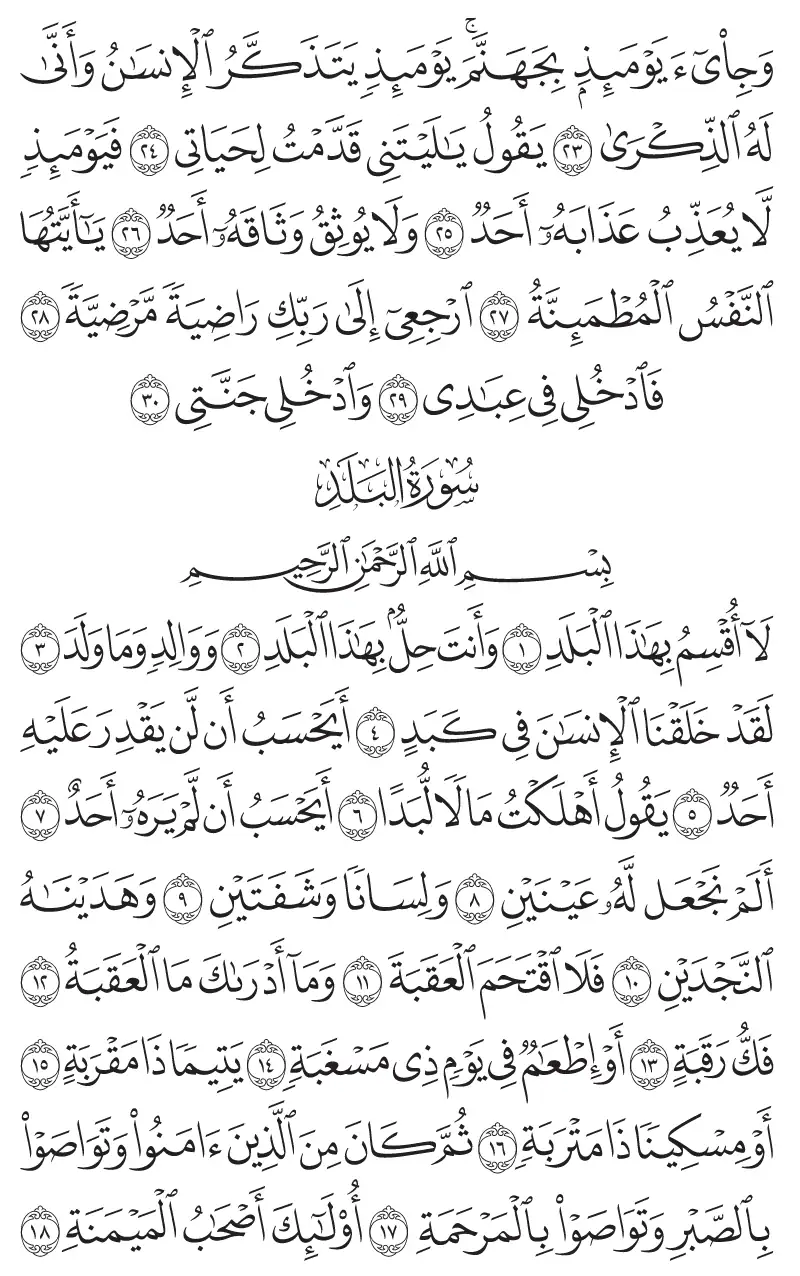 وَجِا۟ىٓءَ يَوۡمَئِذِۭ بِجَهَنَّمَۚ يَوۡمَئِذٖ يَتَذَكَّرُ ٱلۡإِنسَٰنُ وَأَنَّىٰ
لَهُ ٱلذِّكۡرَىٰ ٢٣ يَقُولُ يَٰلَيۡتَنِي قَدَّمۡتُ لِحَيَاتِي ٢٤ فَيَوۡمَئِذٖ
لَّا يُعَذِّبُ عَذَابَهُۥٓ أَحَدٞ ٢٥ وَلَا يُوثِقُ وَثَاقَهُۥٓ أَحَدٞ ٢٦ يَٰٓأَيَّتُهَا
ٱلنَّفۡسُ ٱلۡمُطۡمَئِنَّةُ ٢٧ ٱرۡجِعِيٓ إِلَىٰ رَبِّكِ رَاضِيَةٗ مَّرۡضِيَّةٗ ٢٨
فَٱدۡخُلِي فِي عِبَٰدِي ٢٩ وَٱدۡخُلِي جَنَّتِي ٣٠
سُورَةُ البَلَدِ
بِسۡمِ ٱللَّهِ ٱلرَّحۡمَٰنِ ٱلرَّحِيمِ
لَآ أُقۡسِمُ بِهَٰذَا ٱلۡبَلَدِ ١ وَأَنتَ حِلُّۢ بِهَٰذَا ٱلۡبَلَدِ ٢ وَوَالِدٖ وَمَا وَلَدَ ٣
لَقَدۡ خَلَقۡنَا ٱلۡإِنسَٰنَ فِي كَبَدٍ ٤ أَيَحۡسَبُ أَن لَّن يَقۡدِرَ عَلَيۡهِ
أَحَدٞ ٥ يَقُولُ أَهۡلَكۡتُ مَالٗا لُّبَدًا ٦ أَيَحۡسَبُ أَن لَّمۡ يَرَهُۥٓ أَحَدٌ ٧
أَلَمۡ نَجۡعَل لَّهُۥ عَيۡنَيۡنِ ٨ وَلِسَانٗا وَشَفَتَيۡنِ ٩ وَهَدَيۡنَٰهُ
ٱلنَّجۡدَيۡنِ ١٠ فَلَا ٱقۡتَحَمَ ٱلۡعَقَبَةَ ١١ وَمَآ أَدۡرَىٰكَ مَا ٱلۡعَقَبَةُ ١٢
فَكُّ رَقَبَةٍ ١٣ أَوۡ إِطۡعَٰمٞ فِي يَوۡمٖ ذِي مَسۡغَبَةٖ ١٤ يَتِيمٗا ذَا مَقۡرَبَةٍ ١٥
أَوۡ مِسۡكِينٗا ذَا مَتۡرَبَةٖ ١٦ ثُمَّ كَانَ مِنَ ٱلَّذِينَ ءَامَنُواْ وَتَوَاصَوۡاْ
بِٱلصَّبۡرِ وَتَوَاصَوۡاْ بِٱلۡمَرۡحَمَةِ ١٧ أُوْلَٰٓئِكَ أَصۡحَٰبُ ٱلۡمَيۡمَنَةِ ١٨